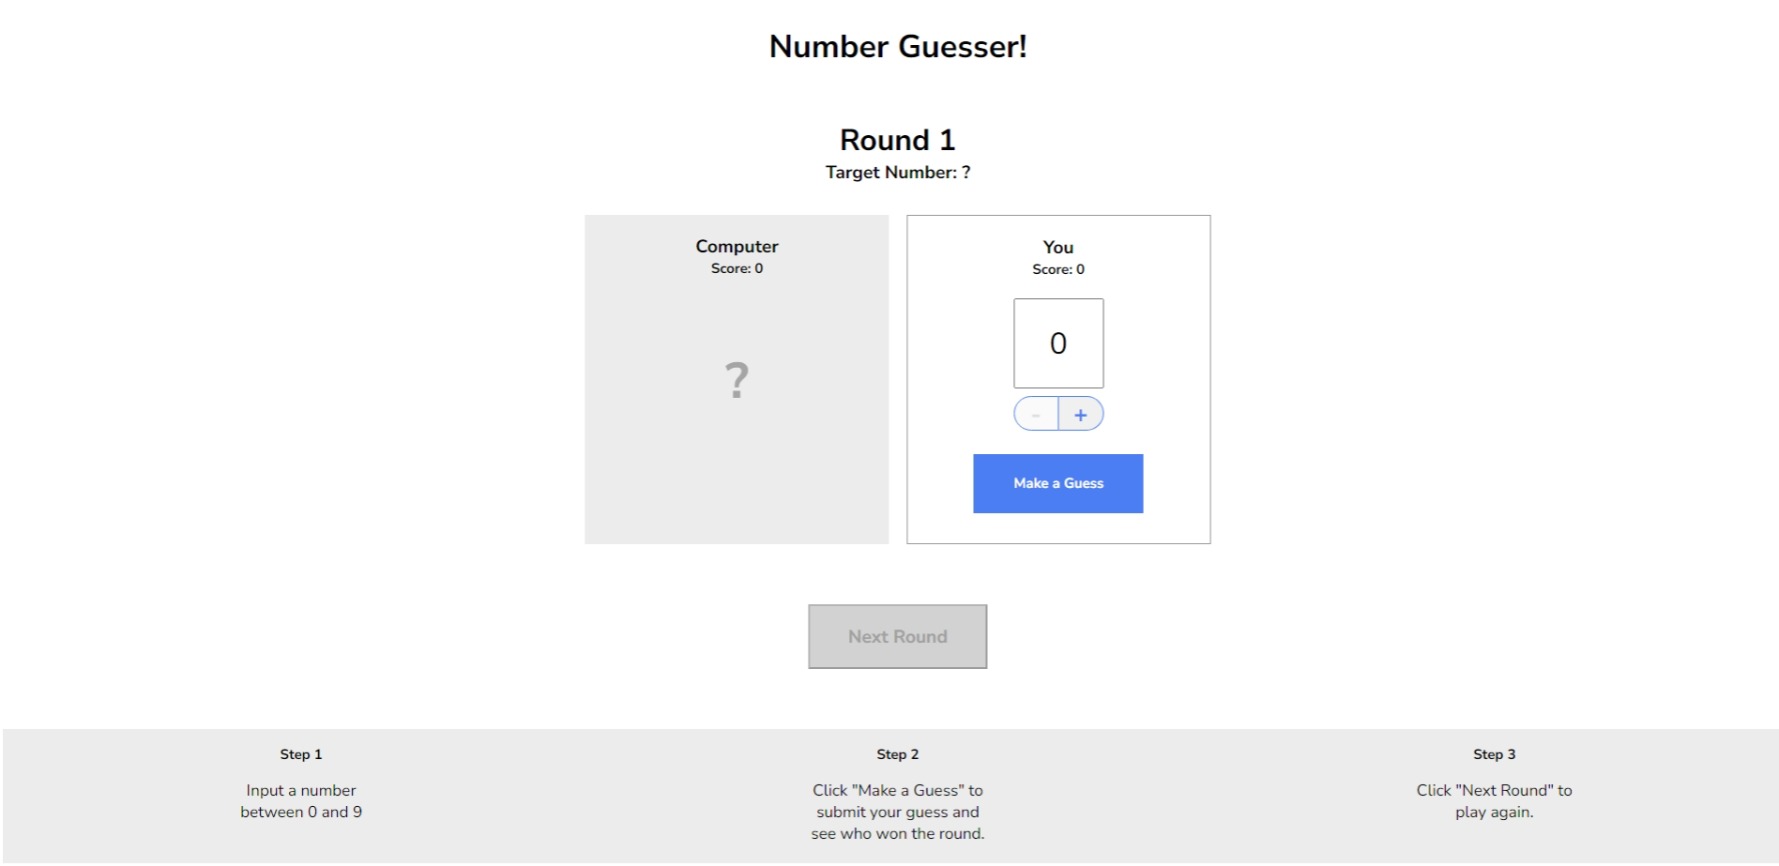 Number Guesser!
Round 1
Target Number: ?
Computer
Score: 0
?
You
Score: 0
0
- +
Make a Guess
Next Round
Step 1
Input a number
between 0 and 9
Step 2
Click "Make a Guess" to
submit your guess and
see who won the round.
Step 3
Click "Next Round" to
play again.